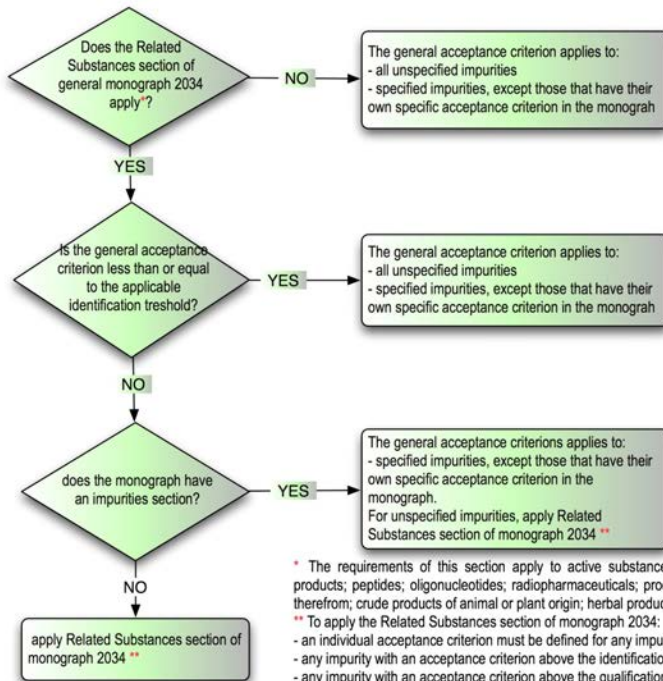 Does the Related
Substances section of
general monograph 2034
apply*?
NO
The general acceptance criterion applies to:
- all unspecified impurities
- specified impurities, except those that have their
own specific acceptance criterion in the monograh
YES
Is the general acceptance
criterion less than or equal
to the applicable
identification treshold?
YES
The general acceptance criterion applies to:
- all unspecified impurities
- specified impurities, except those that have their
own specific acceptance criterion in the monograh
NO
does the monograph have
an impurities section?
YES
The general acceptance criterions applies to:
- specified impurities, except those that have their
own specific acceptance criterion in the
monograph.
For unspecified impurities, apply Related
Substances section of monograph 2034 **
NO
apply Related Substances section of
monograph 2034 **
* The requirements of this section apply to active substance
products; peptides; oligonucleotides; radiopharmaceuticals;
therefrom; crude products of animal or plant origin; herbal
** To apply the Related Substances section of monograph 2034:
- an individual acceptance criterion must be defined for any
- any impurity with an acceptance criterion above the
- any impurity with an acceptance criterion above the